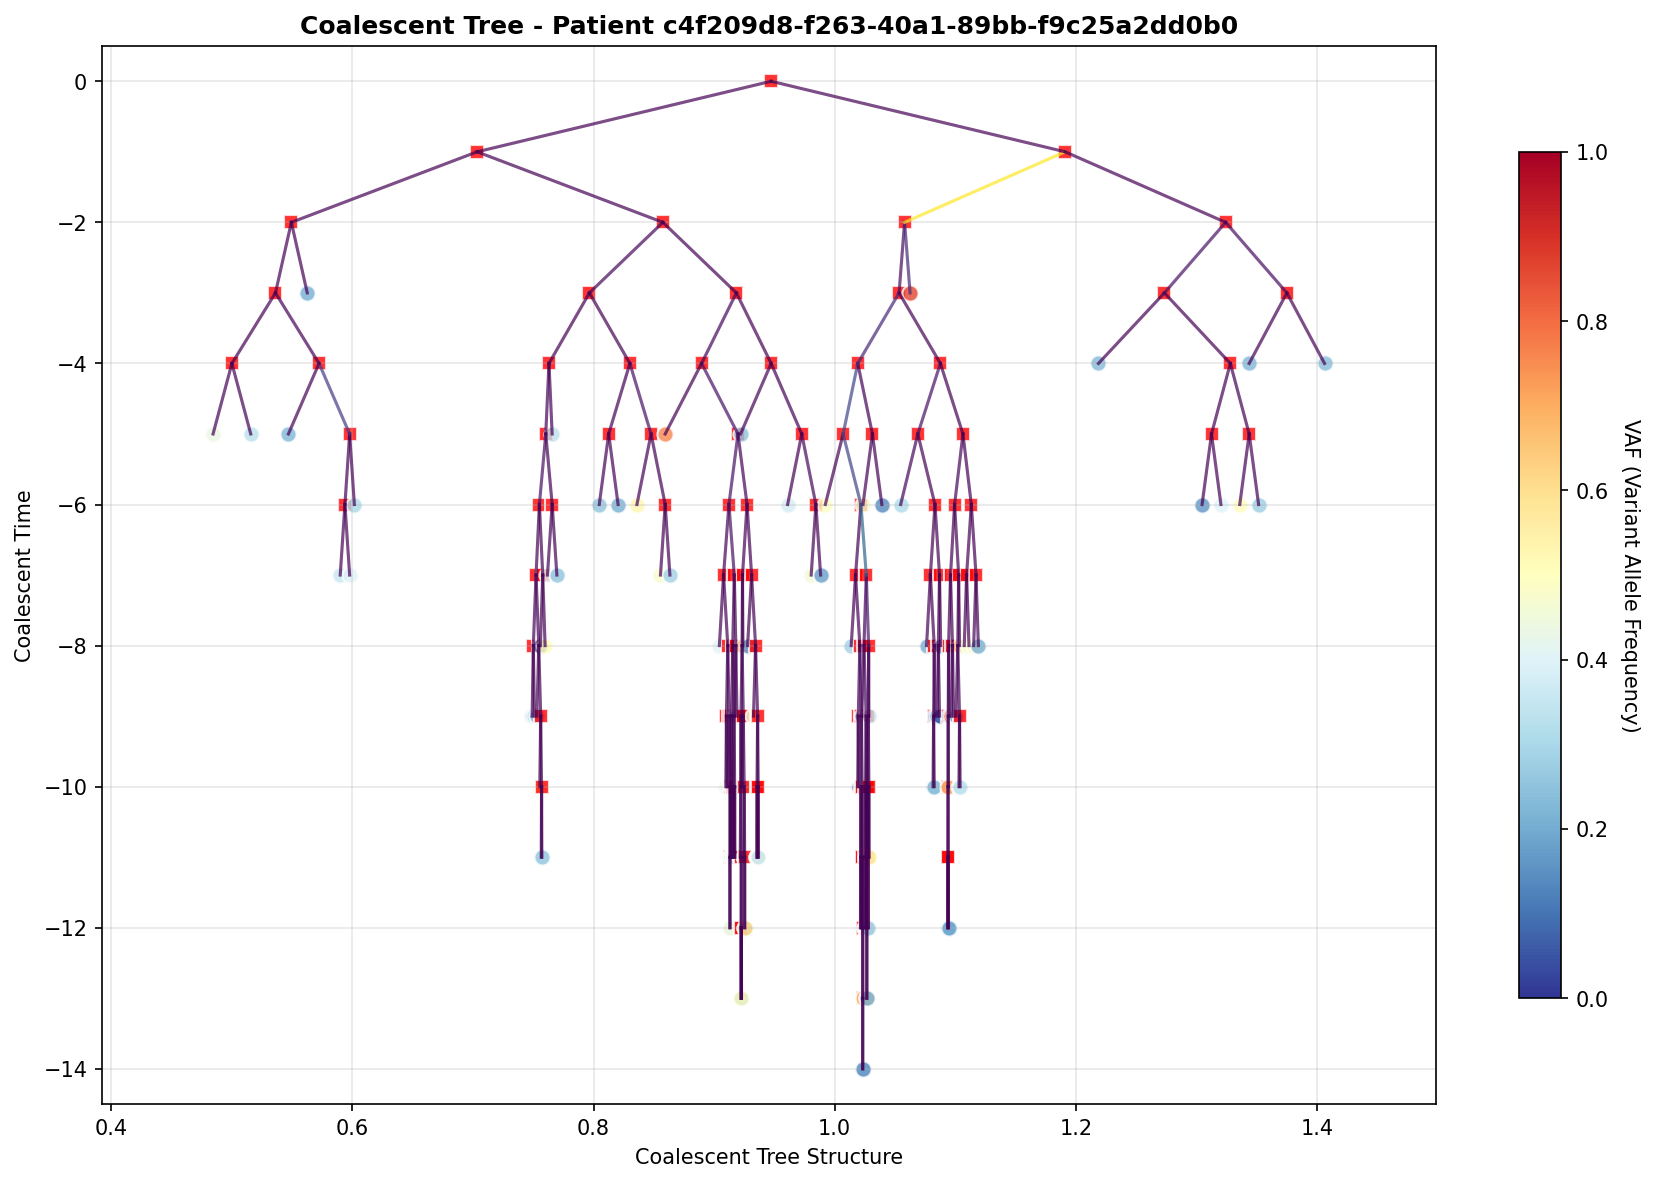 Coalescent Tree - Patient c4f209d8-f263-40a1-89bb-f9c25a2dd0b0
0
−2
−4
−6
−8
−10
−12
−14
Coalescent Time
0.4 0.6 0.8 1.0 1.2 1.4
Coalescent Tree Structure
1.0
0.8
0.6
0.4
0.2
0.0
VAF (Variant Allele Frequency)